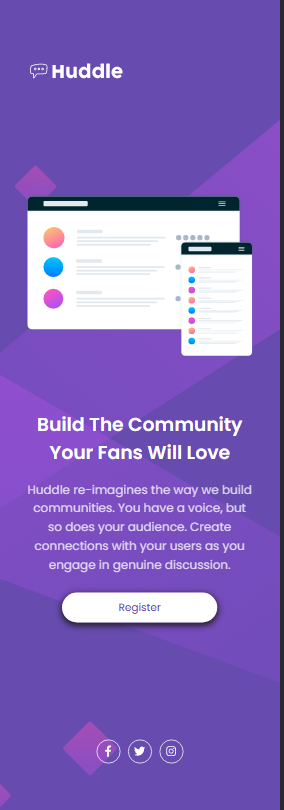 Huddle
Build The Community
Your Fans Will Love
Huddle re-imagines the way we build
communities. You have a voice, but
so does your audience. Create
connections with your users as you
engage in genuine discussion.
Register